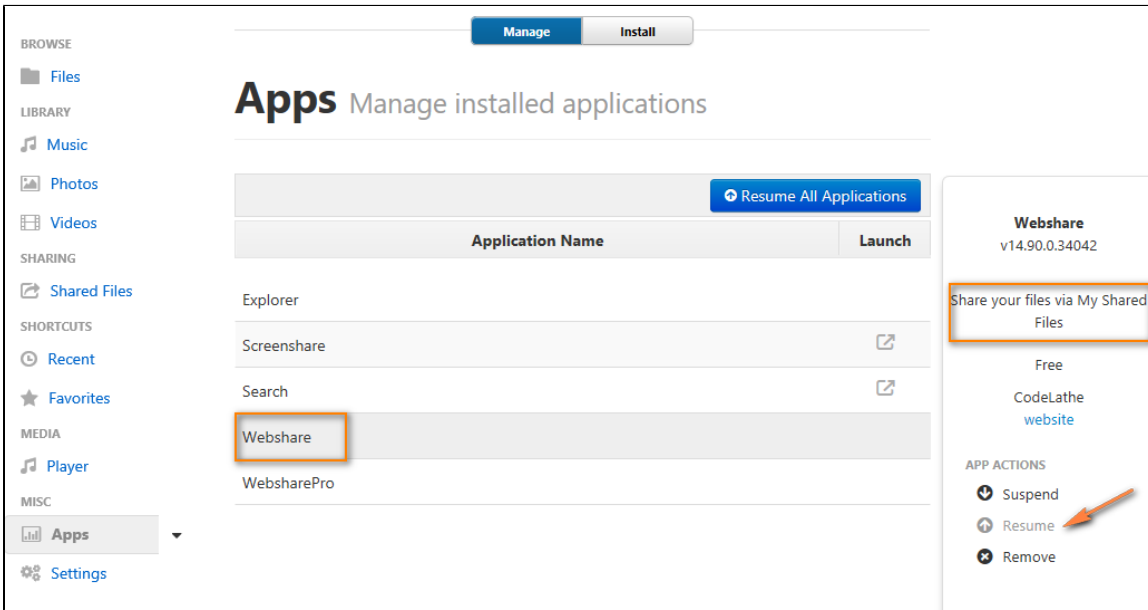 Manage
Install
BROWSE
Files
LIBRARY
Music
Photos
Videos
SHARING
Shared Files
SHORTCUTS
Recent
Favorites
MEDIA
Player
MISC
Apps
Settings
Apps Manage installed applications
Resume All Applications
Application Name Launch
Explorer
Screenshare
Search
Webshare
WebsharePro
Webshare
v14.90.0.34042
Share your files via My Shared
Files
Free
CodeLathe
website
APP ACTIONS
Suspend
Resume
Remove